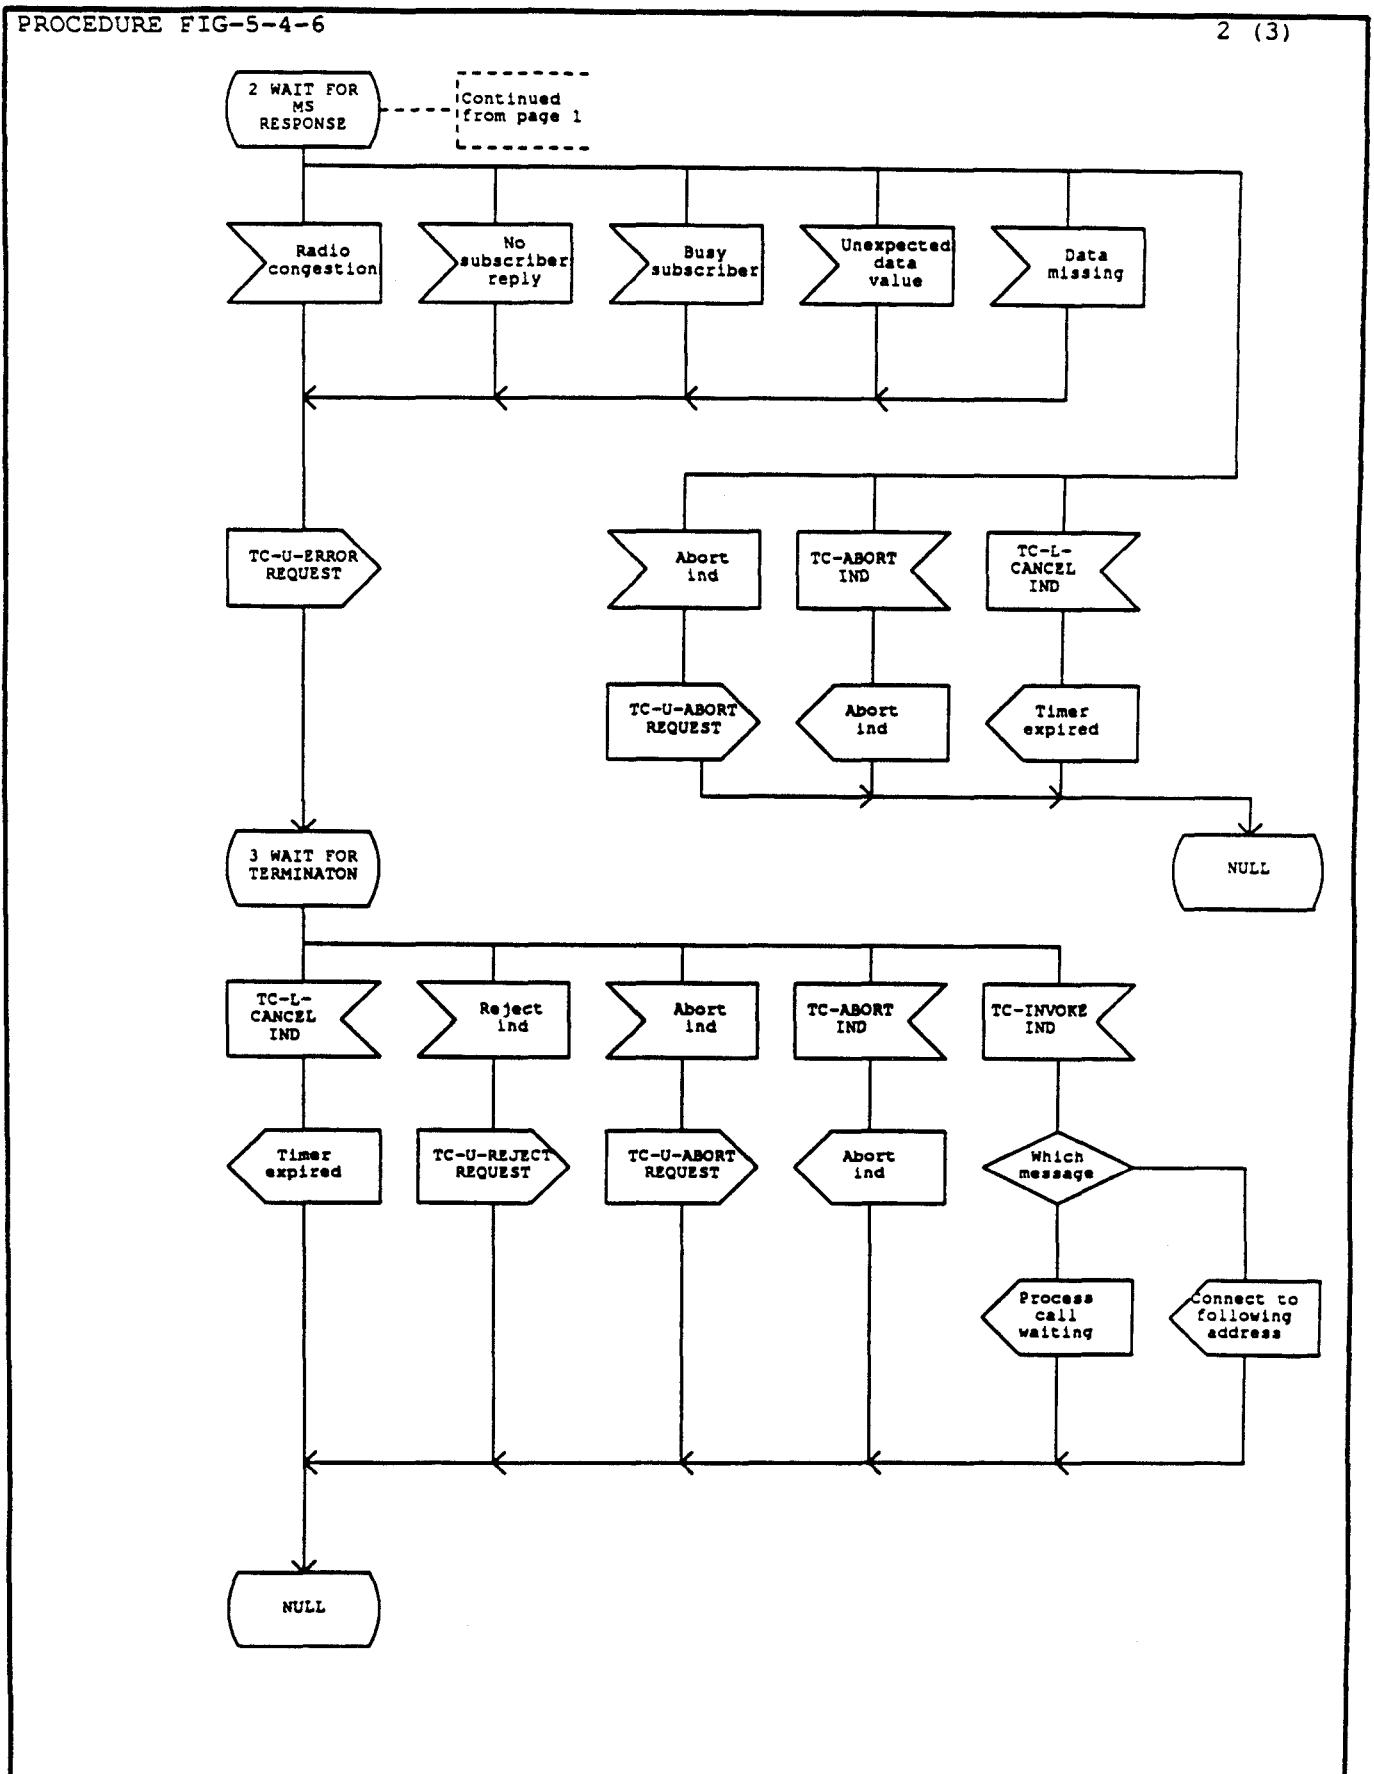 PROCEDURE FIG-5-4-6
2 (3)
2 WAIT FOR
MS
RESPONSE
Continued
from page 1
Radio
congestion
No
subscriber
reply
Busy
subscriber
Unexpected
data
value
Data
missing
TC-U-ERROR
REQUEST
Abort
ind
TC-ABORT
IND
TC-L-
CANCEL
IND
TC-U-ABORT
REQUEST
Abort
ind
Timer
expired
3 WAIT FOR
TERMINATON
NULL
TC-L-
CANCEL
IND
Reject
ind
Abort
ind
TC-ABORT
IND
TC-INVOKE
IND
Timer
expired
TC-U-REJECT
REQUEST
TC-U-ABORT
REQUEST
Abort
ind
Which
message
Process
call
waiting
Connect to
following
address
NULL